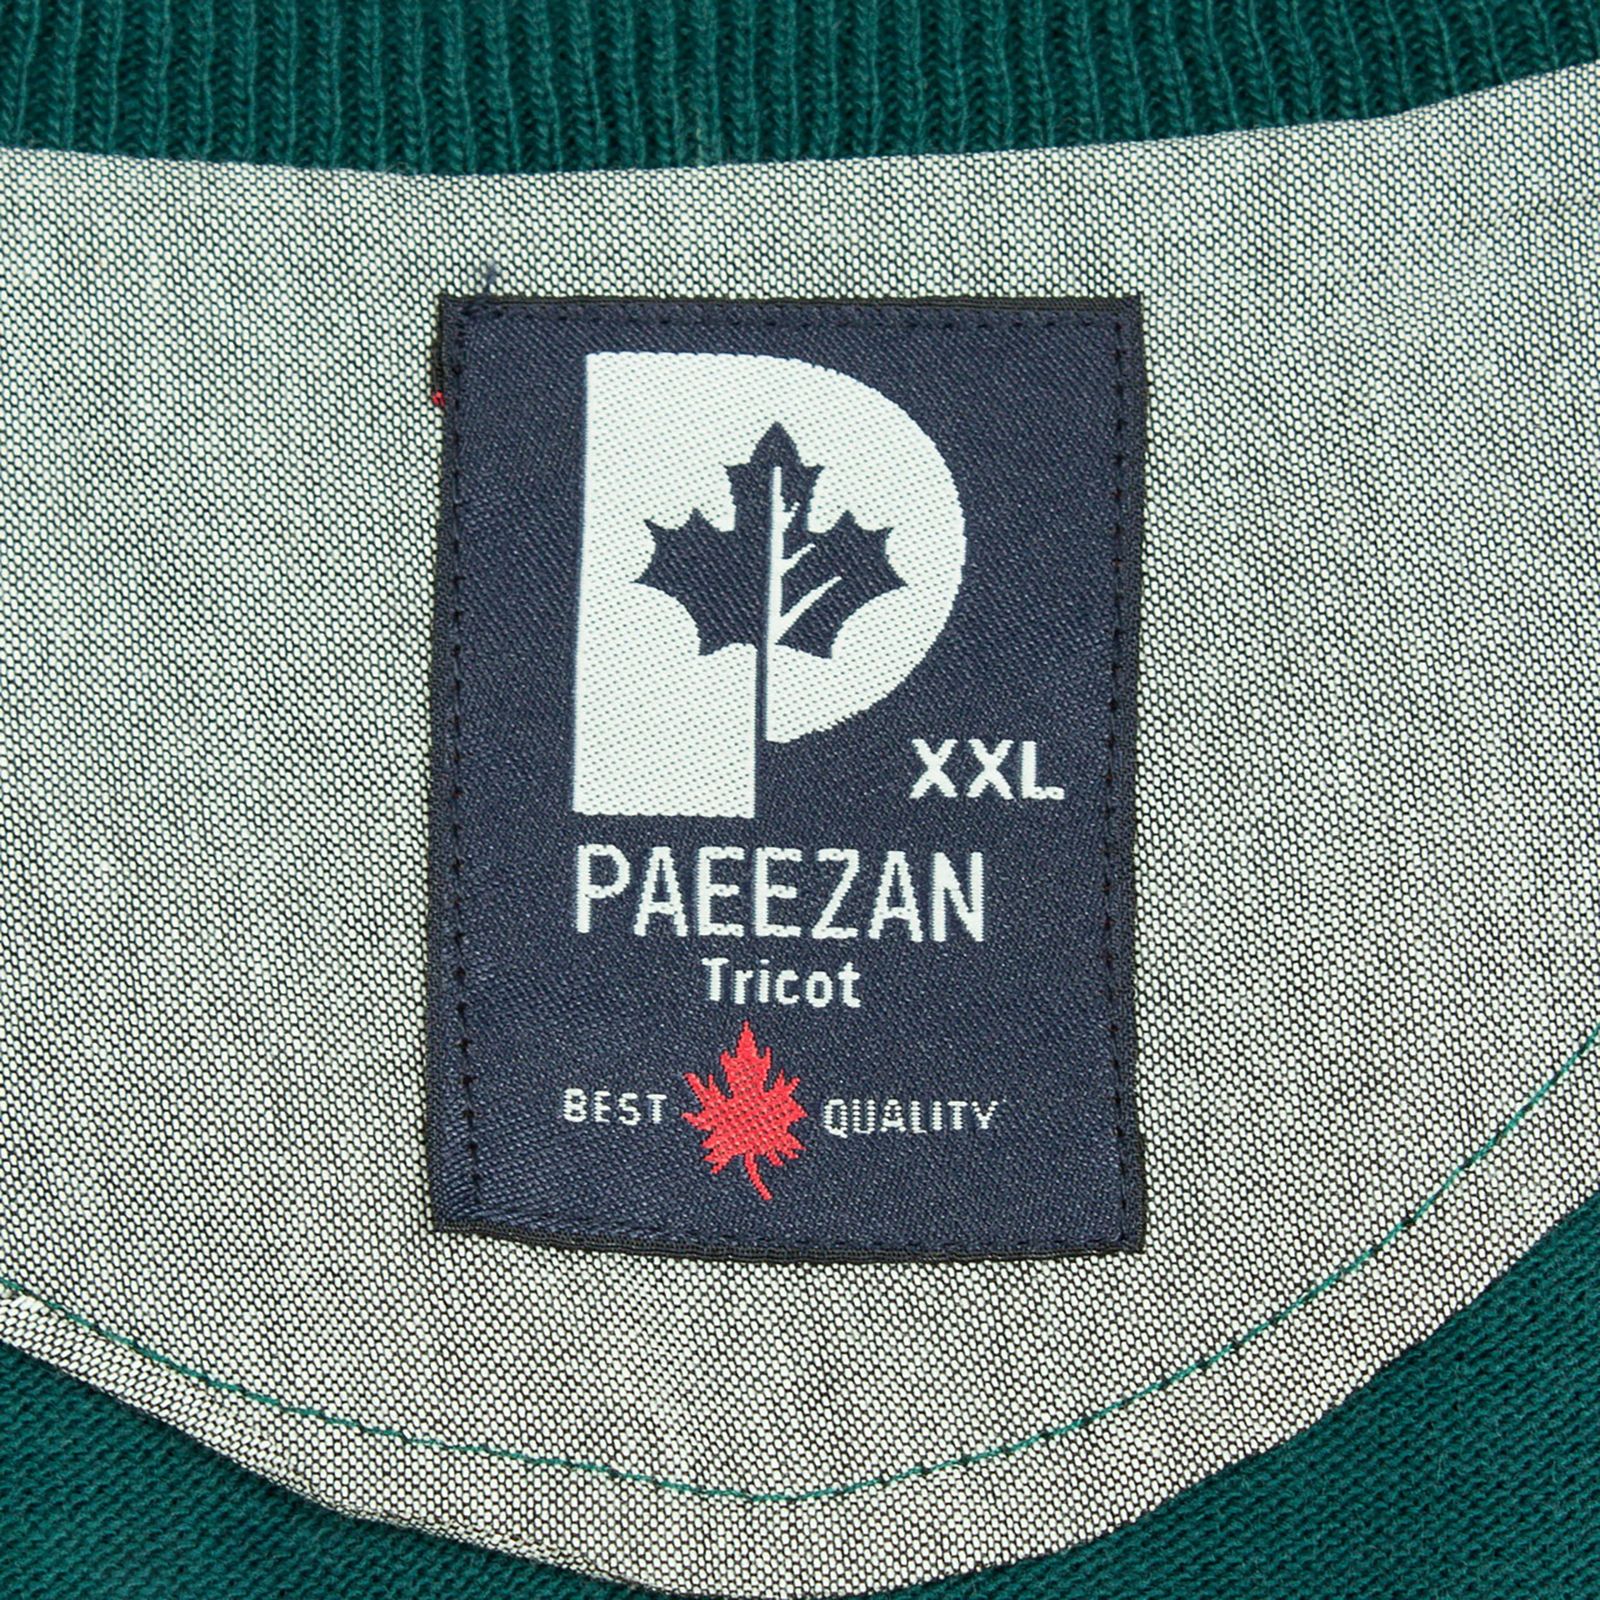 P
XXL
PAEEZAN
Tricot
BEST QUALITY